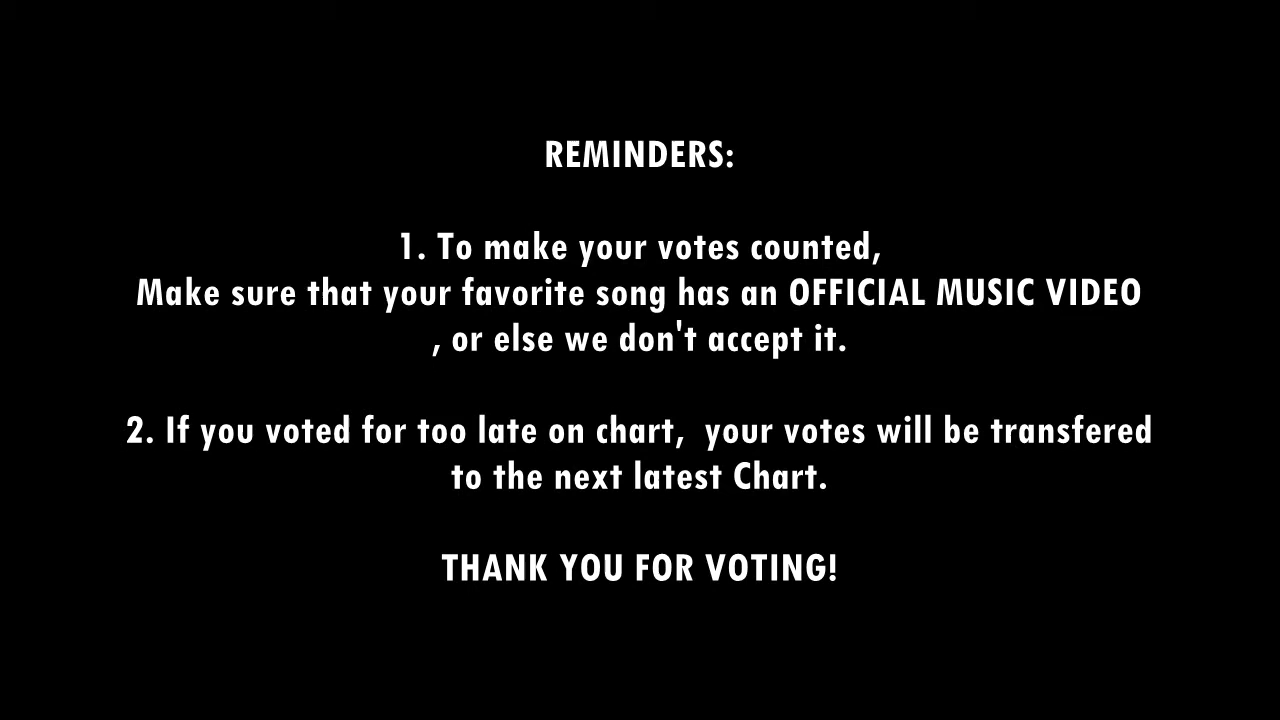 REMINDERS:
1. To make your votes counted,
Make sure that your favorite song has an OFFICIAL MUSIC VIDEO
, or else we don't accept it.
2. If you voted for too late on chart,  your votes will be transfered
to the next latest Chart.
THANK YOU FOR VOTING!